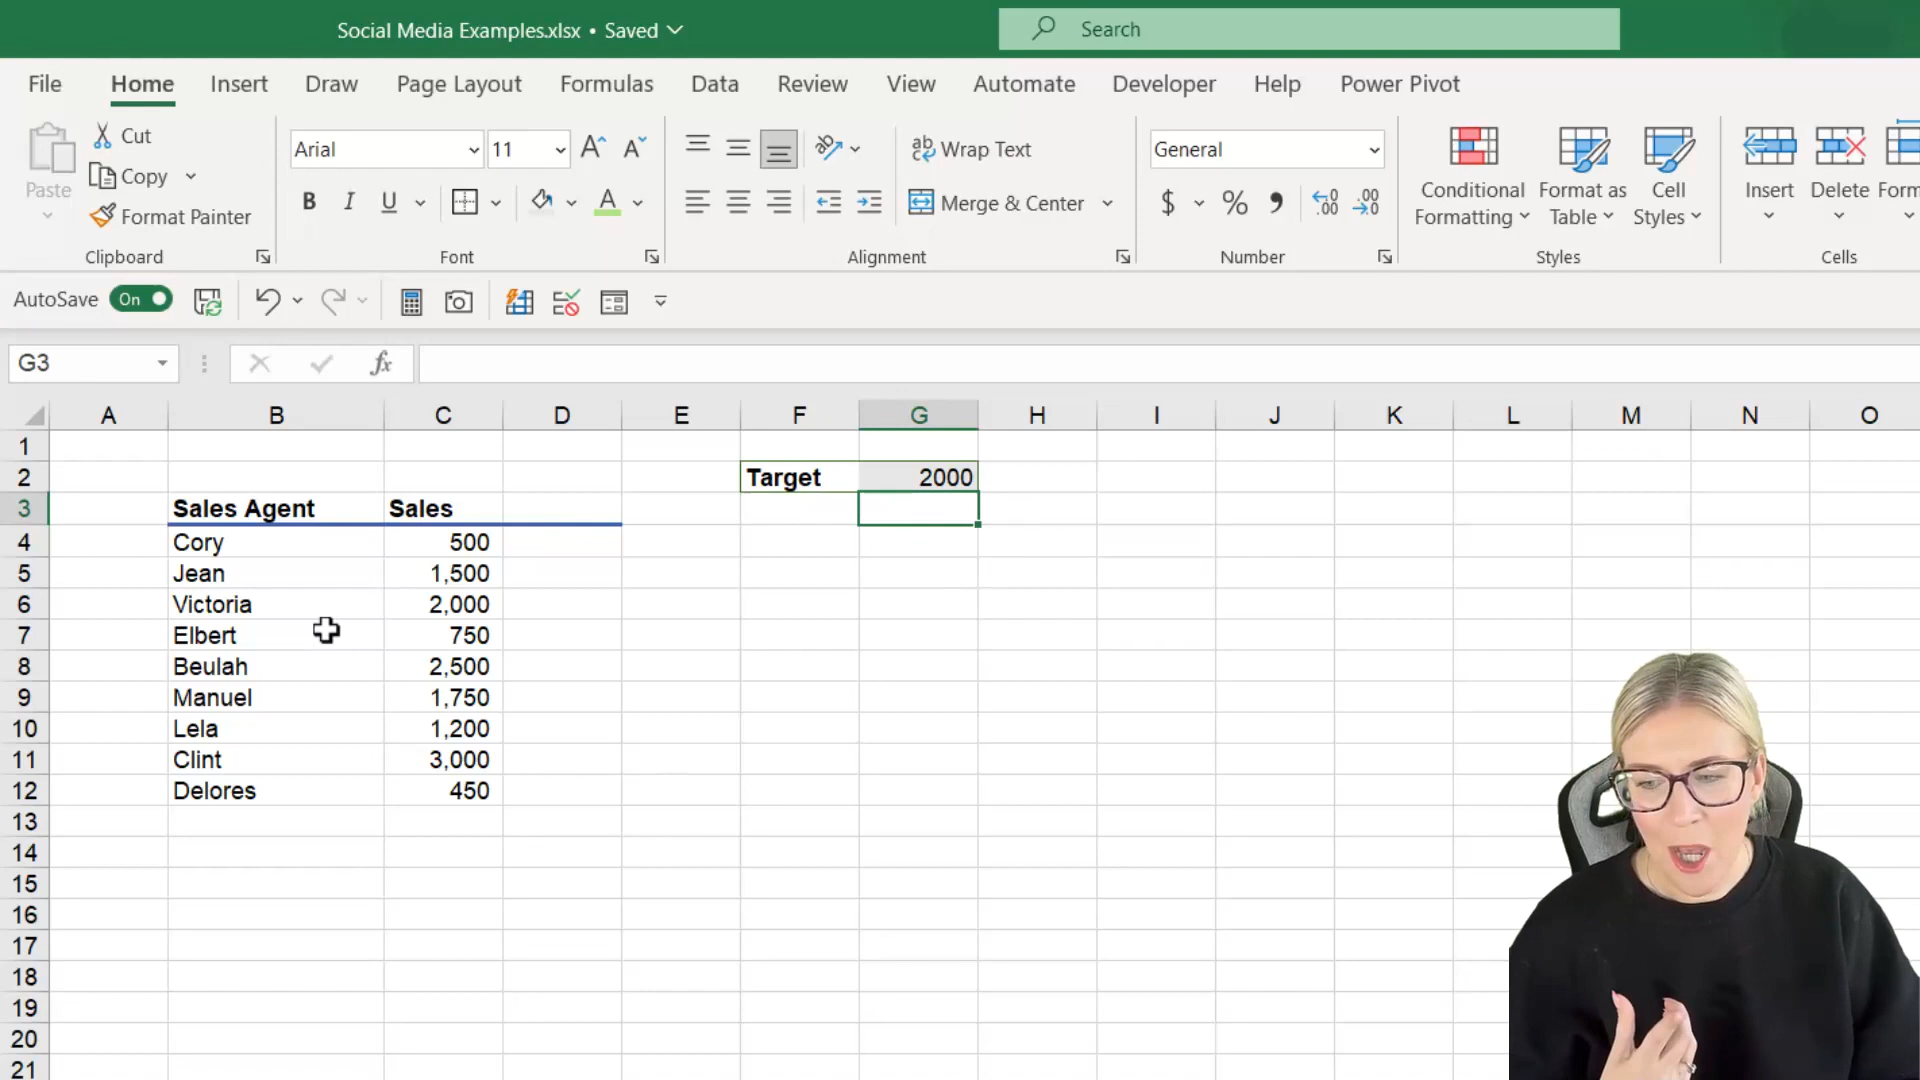 Social Media Examples.xlsx • Saved
Search
File Home Insert Draw Page Layout Formulas Data Review View Automate Developer Help Power Pivot
Paste
Cut
Copy
Format Painter
Clipboard
Arial 11
B I U A
Font
ab Wrap Text
Merge & Center
Alignment
General
$ % , .00 .00
Number
Conditional Formatting
Format as Table
Cell Styles
Styles
Insert Delete Form
Cells
AutoSave On
G3 fx
A B C D E F G H I J K L M N O
1
2 Target 2000
3 Sales Agent Sales
4 Cory 500
5 Jean 1,500
6 Victoria 2,000
7 Elbert 750
8 Beulah 2,500
9 Manuel 1,750
10 Lela 1,200
11 Clint 3,000
12 Delores 450
13
14
15
16
17
18
19
20
21